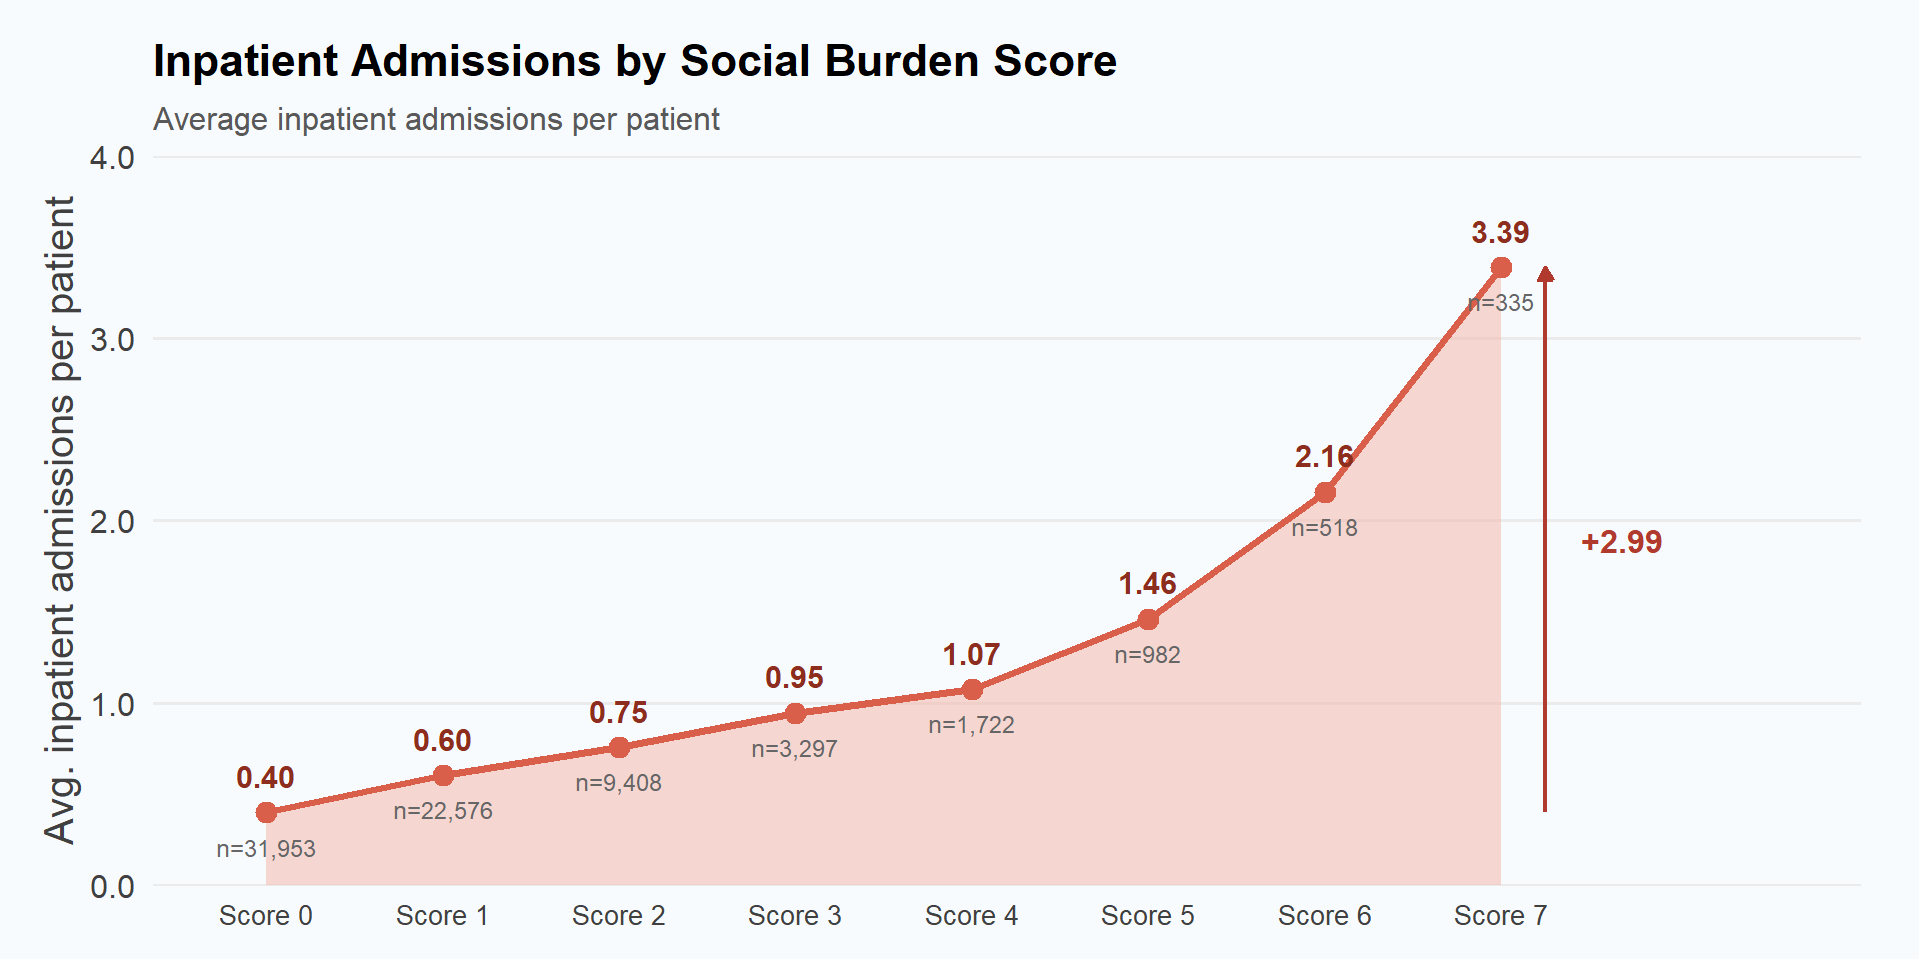 Inpatient Admissions by Social Burden Score
Average inpatient admissions per patient
Avg. inpatient admissions per patient
4.0
3.0
2.0
1.0
0.0
0.40
n=31,953
0.60
n=22,576
0.75
n=9,408
0.95
n=3,297
1.07
n=1,722
1.46
n=982
2.16
n=518
3.39
n=335
+2.99
Score 0
Score 1
Score 2
Score 3
Score 4
Score 5
Score 6
Score 7